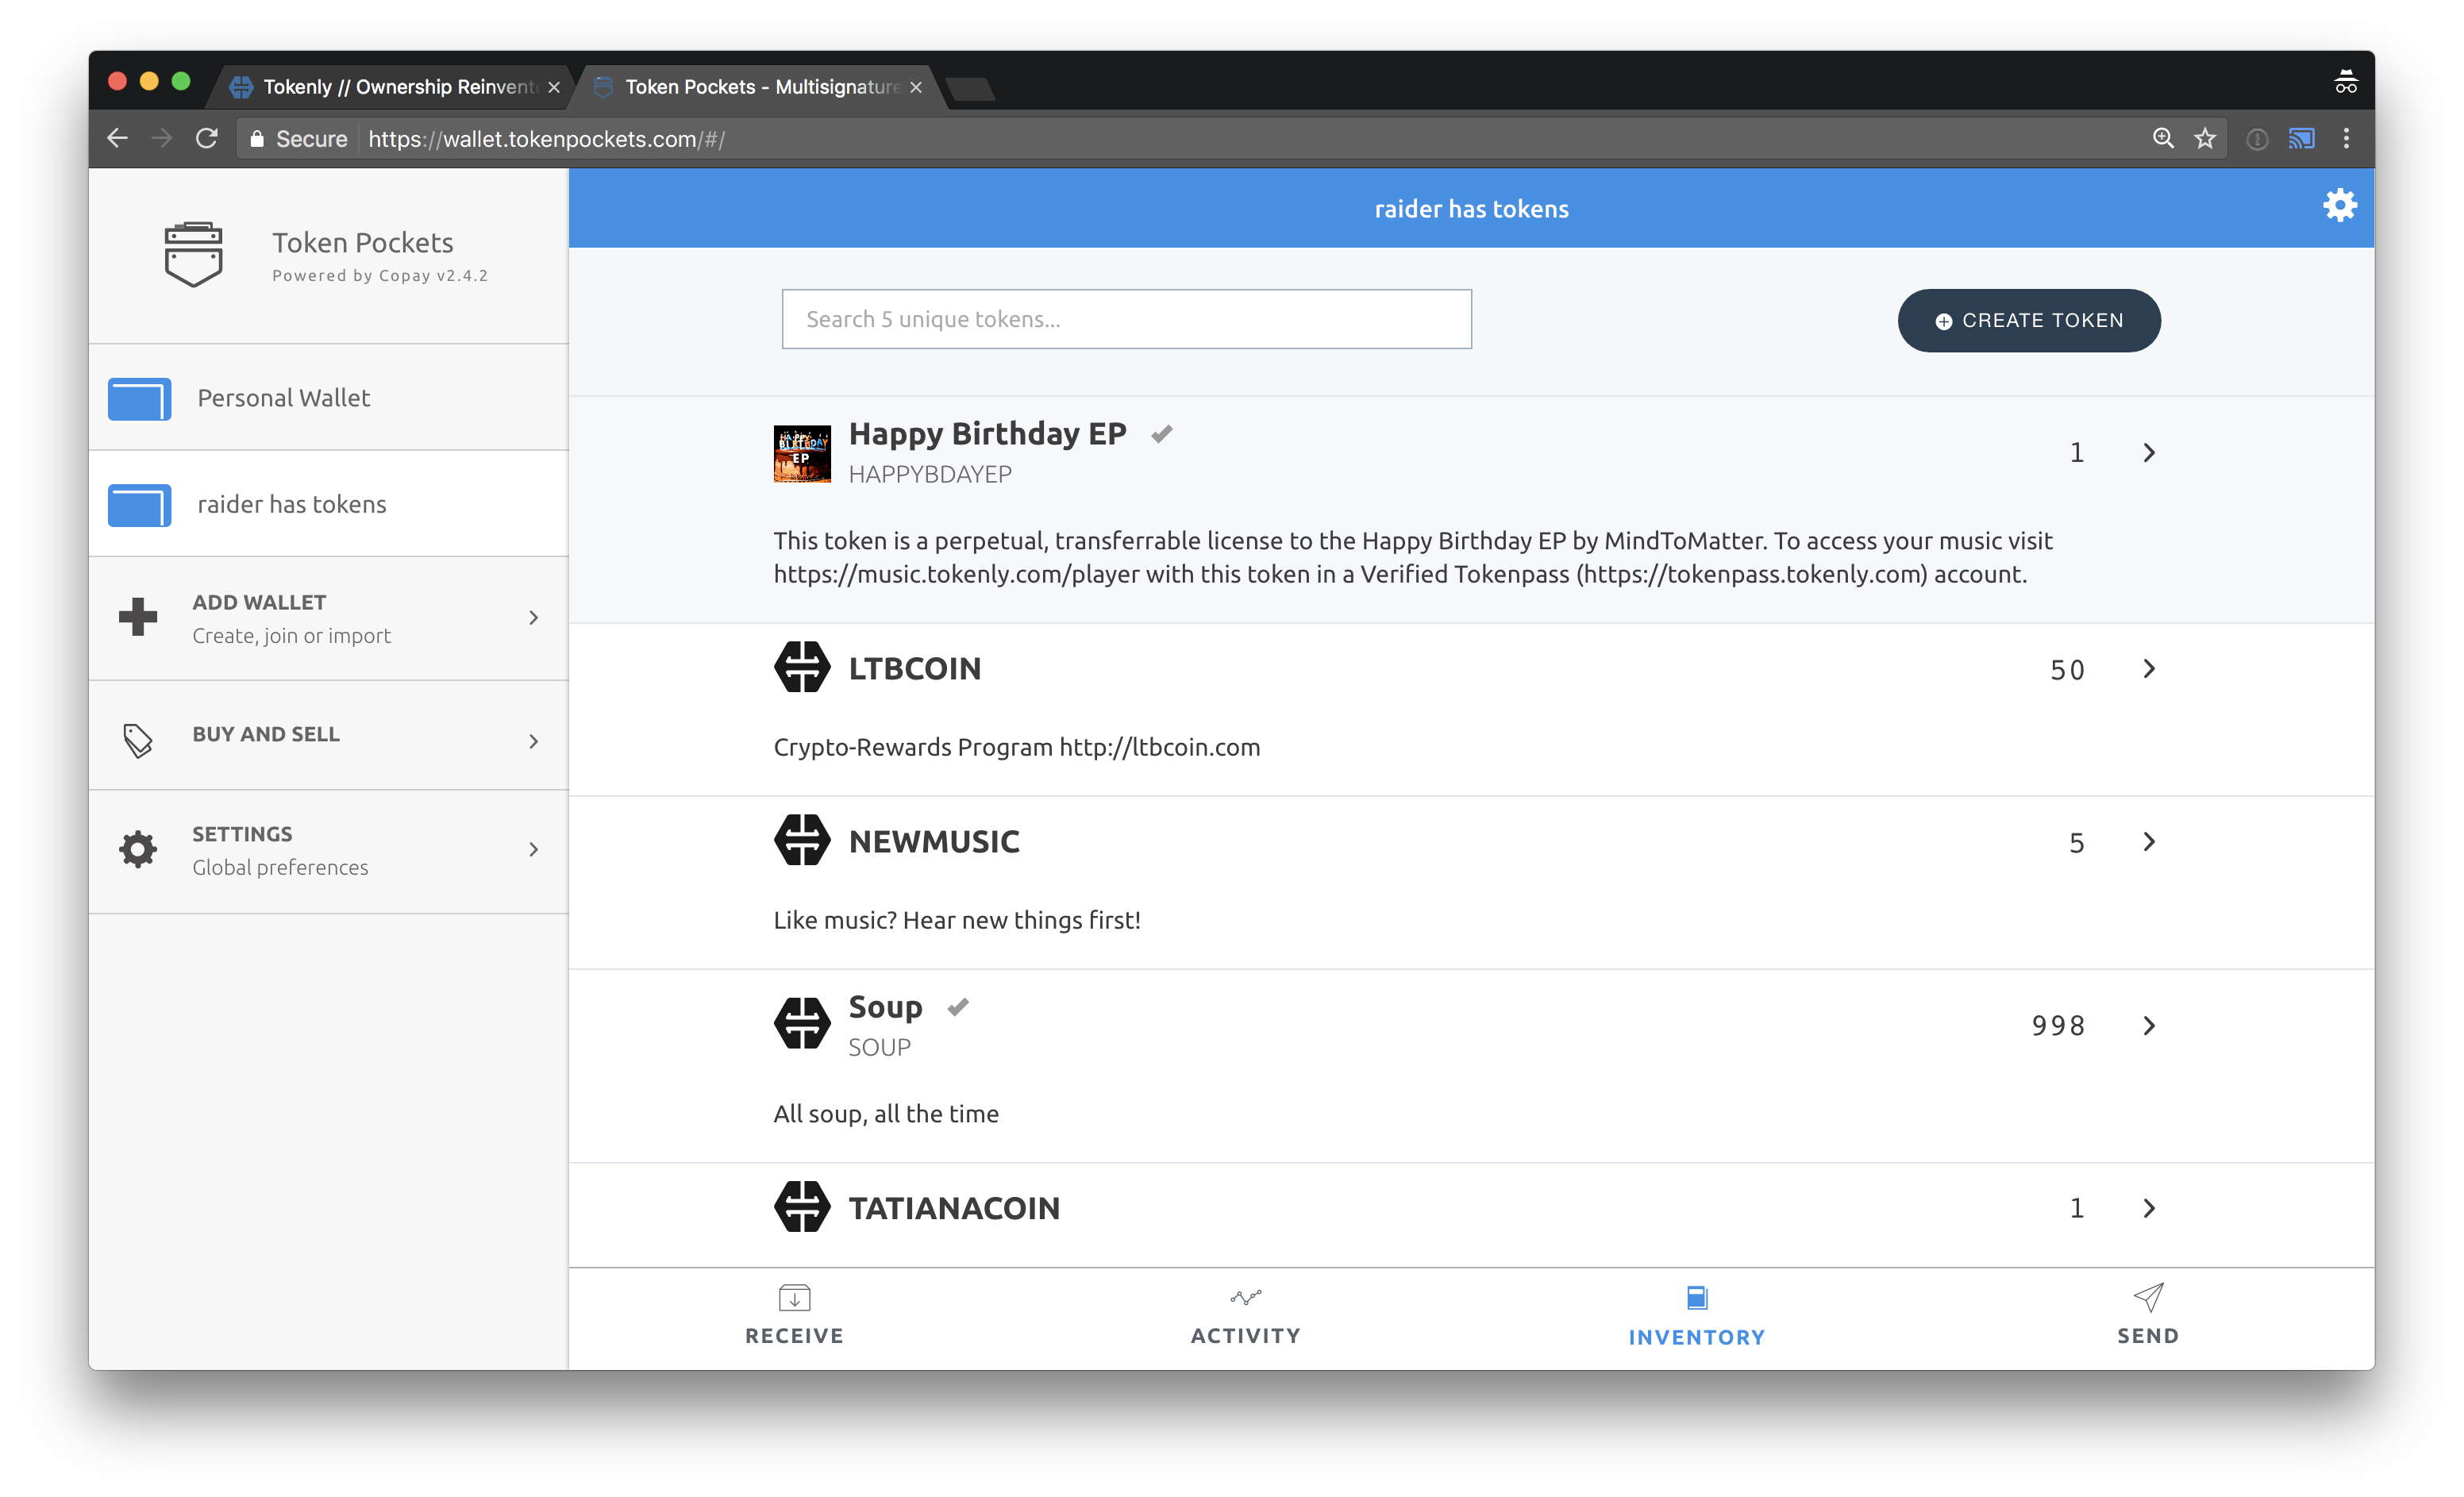 Tokenly // Ownership Reinvent
Token Pockets - Multisignature
Secure
https://wallet.tokenpockets.com/#/
Token Pockets
Powered by Copay v2.4.2
Personal Wallet
raider has tokens
ADD WALLET
Create, join or import
BUY AND SELL
SETTINGS
Global preferences
raider has tokens
Search 5 unique tokens...
CREATE TOKEN
HAPPY
BIRTHDAY
EP
Happy Birthday EP
HAPPYBDAYEP
1
This token is a perpetual, transferrable license to the Happy Birthday EP by MindToMatter. To access your music visit
https://music.tokenly.com/player with this token in a Verified Tokenpass (https://tokenpass.tokenly.com) account.
LTBCOIN
50
Crypto-Rewards Program http://ltbcoin.com
NEWMUSIC
5
Like music? Hear new things first!
Soup
SOUP
998
All soup, all the time
TATIANACOIN
1
RECEIVE
ACTIVITY
INVENTORY
SEND